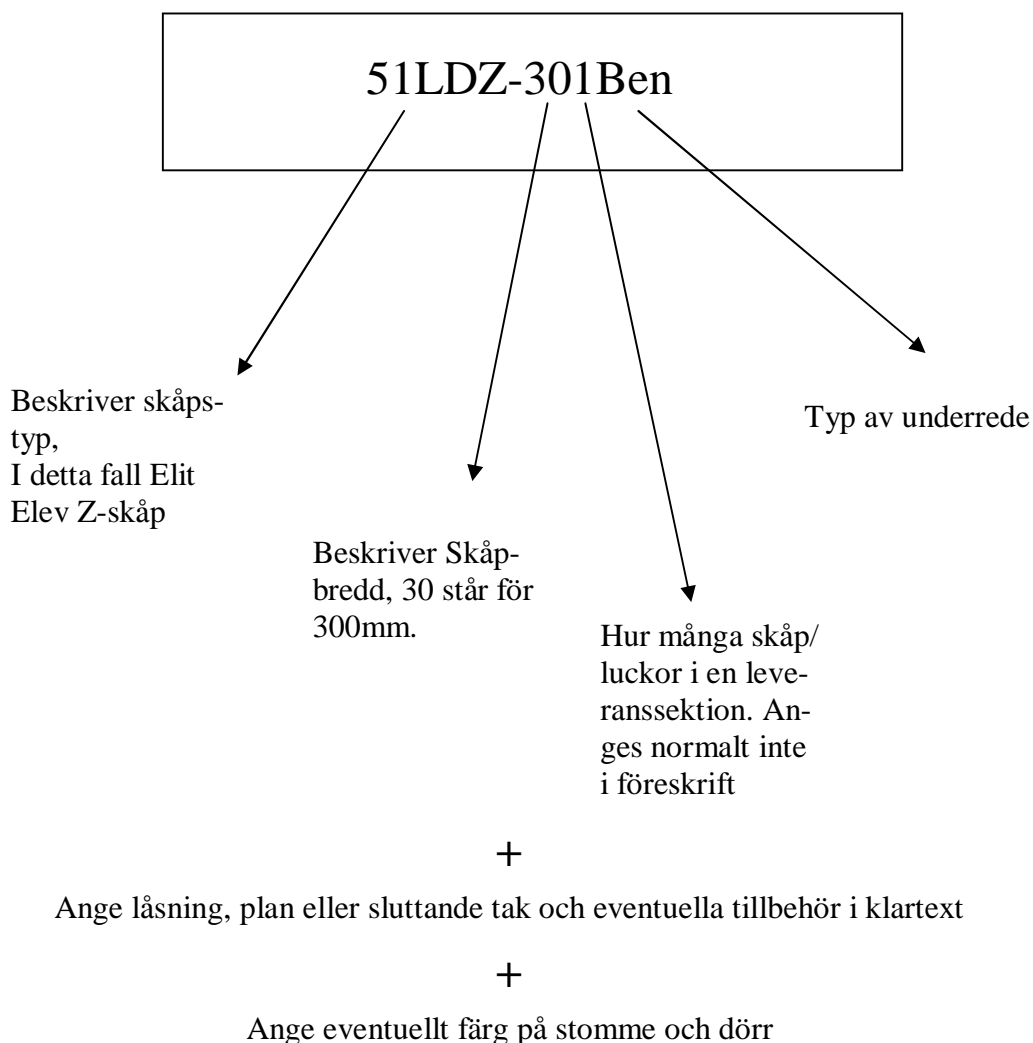 51LDZ-301Ben
Beskriver skåps-
typ,
I detta fall Elit
Elev Z-skåp
Typ av underrede
Beskriver Skåp-
bredd, 30 står för
300mm.
Hur många skåp/
luckor i en leve-
ranssektion. An-
ges normalt inte
i föreskrift
+
Ange låsning, plan eller sluttande tak och eventuella tillbehör i klartext
+
Ange eventuellt färg på stomme och dörr